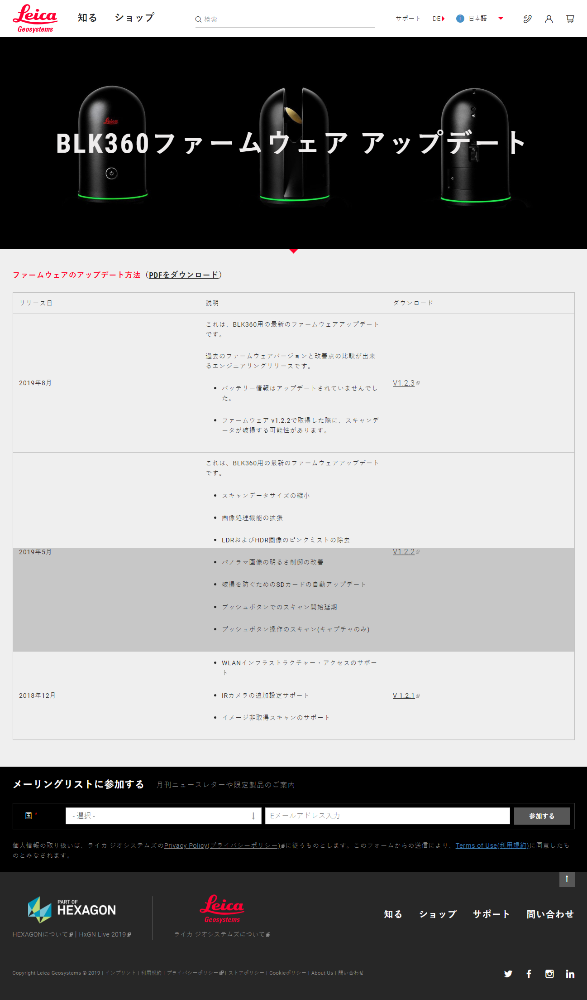 Leica
Geosystems
知る
ショップ
検索
サポート
DE
i
日本語
Leica
BLK360ファームウェア アップデート
ファームウェアのアップデート方法（PDFをダウンロード）
リリース日
説明
ダウンロード
これは、BLK360用の最新のファームウェアアップデート
です。
過去のファームウェアバージョンと改善点の比較が出来
るエンジニアリングリリースです。
2019年8月
V1.2.3
バッテリー情報はアップデートされていませんでし
た。
ファームウェア v1.2.2で取得した際に、スキャンデ
ータが破損する可能性があります。
これは、BLK360用の最新のファームウェアアップデート
です。
スキャンデータサイズの縮小
画像処理機能の拡張
LDRおよびHDR画像のピンクミストの除去
2019年5月
V1.2.2
パノラマ画像の明るさ制御の改善
破損を防ぐためのSDカードの自動アップデート
プッシュボタンでのスキャン開始延期
プッシュボタン操作のスキャン(キャプチャのみ)
WLANインフラストラクチャー・アクセスのサポー
ト
2018年12月
IRカメラの追加設定サポート
V 1.2.1
イメージ非取得スキャンのサポート
メーリングリストに参加する
月刊ニュースレターや限定製品のご案内
国 *
- 選択 -
Eメールアドレス入力
参加する
個人情報の取り扱いは、ライカ ジオシステムズのPrivacy Policy(プライバシーポリシー)に従うものとします。このフォームからの送信により、Terms of Use(利用規約)に同意したも
のとみなされます。
PART OF
HEXAGON
Leica
Geosystems
知る
ショップ
サポート
問い合わせ
HEXAGONについて | HxGN Live 2019
ライカ ジオシステムズについて
Copyright Leica Geosystems © 2019 | インプリント | 利用規約 | プライバシーポリシー | ストアポリシー | Cookieポリシー | About Us | 問い合わせ